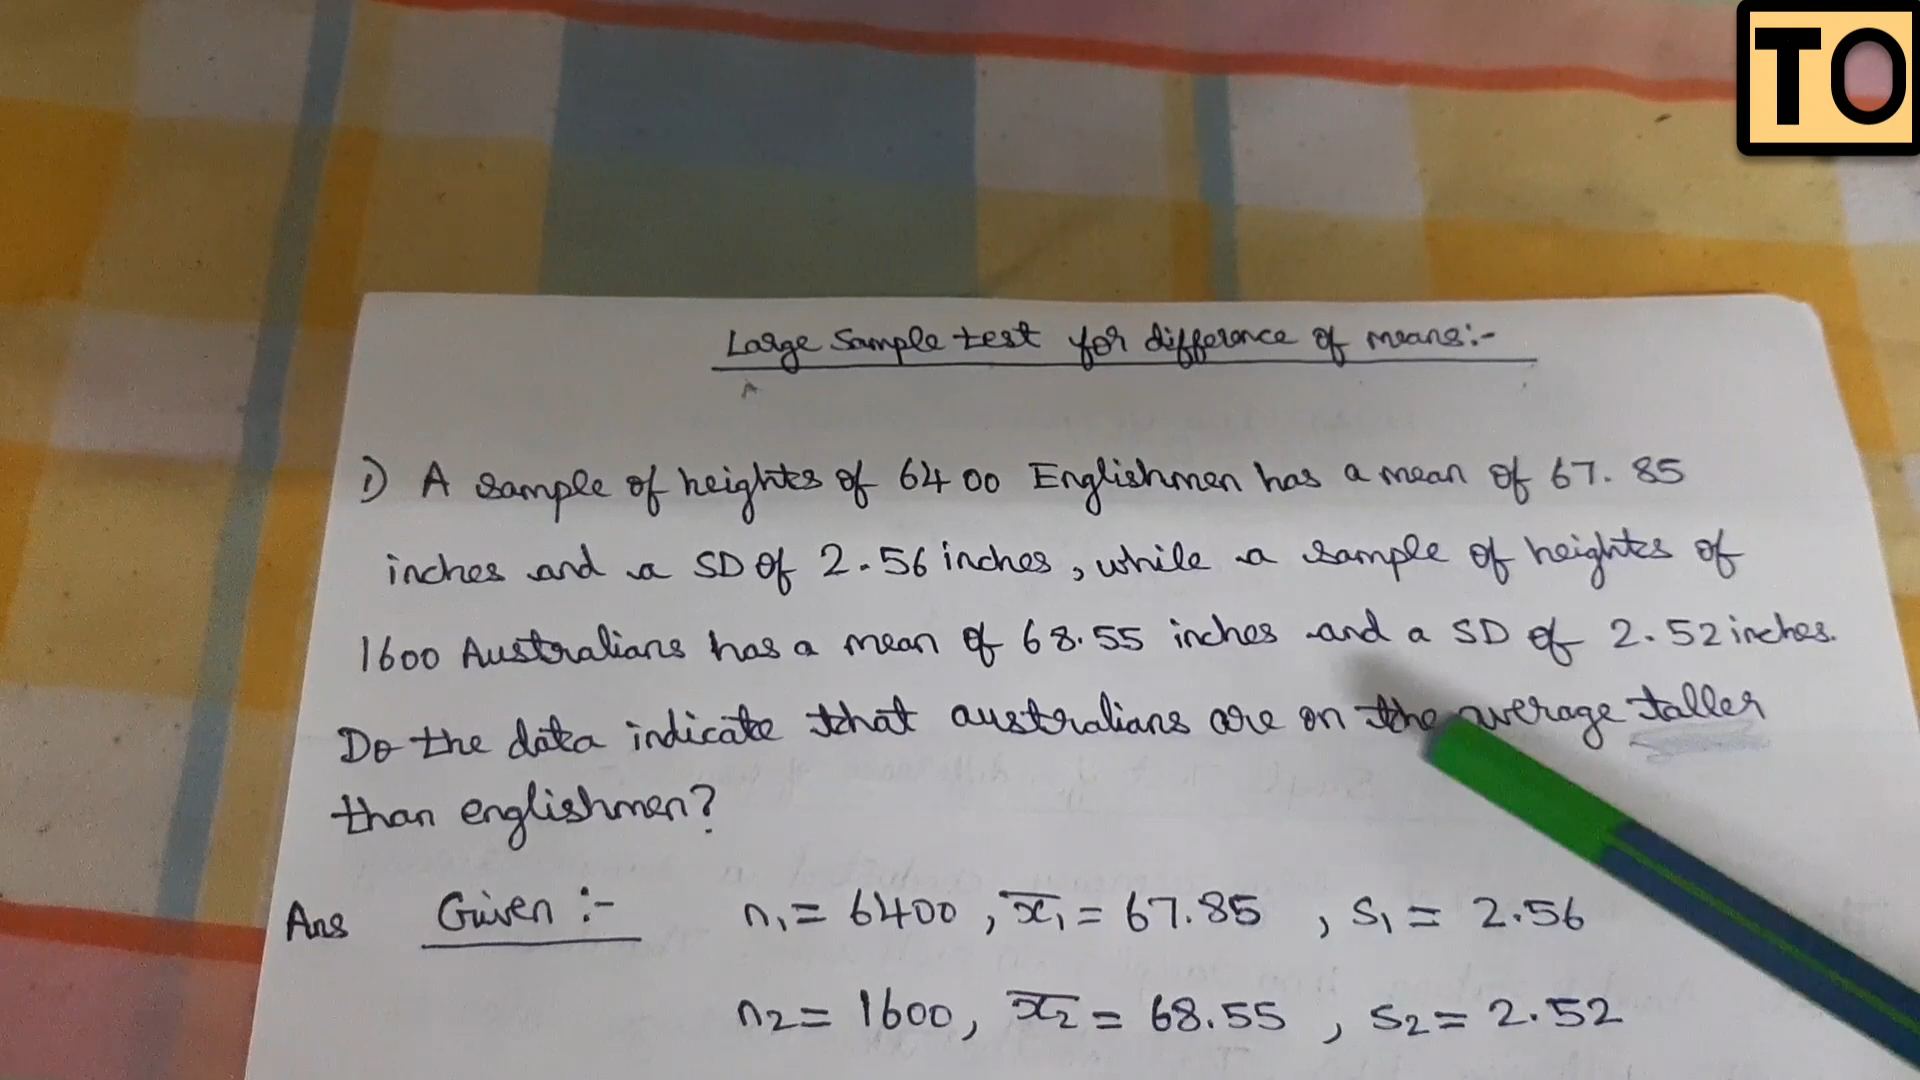 TO
Large Sample test for difference of means:-
1) A sample of heights of 6400 Englishmen has a mean of 67.85
inches and a SD of 2.56 inches, while a sample of heights of
1600 Australians has a mean of 68.55 inches and a SD of 2.52 inches.
Do the data indicate that australians are on the average taller
than englishmen?
Ans Given :- n₁ = 6400, x̅₁ = 67.85, s₁ = 2.56
n₂ = 1600, x̅₂ = 68.55, s₂ = 2.52